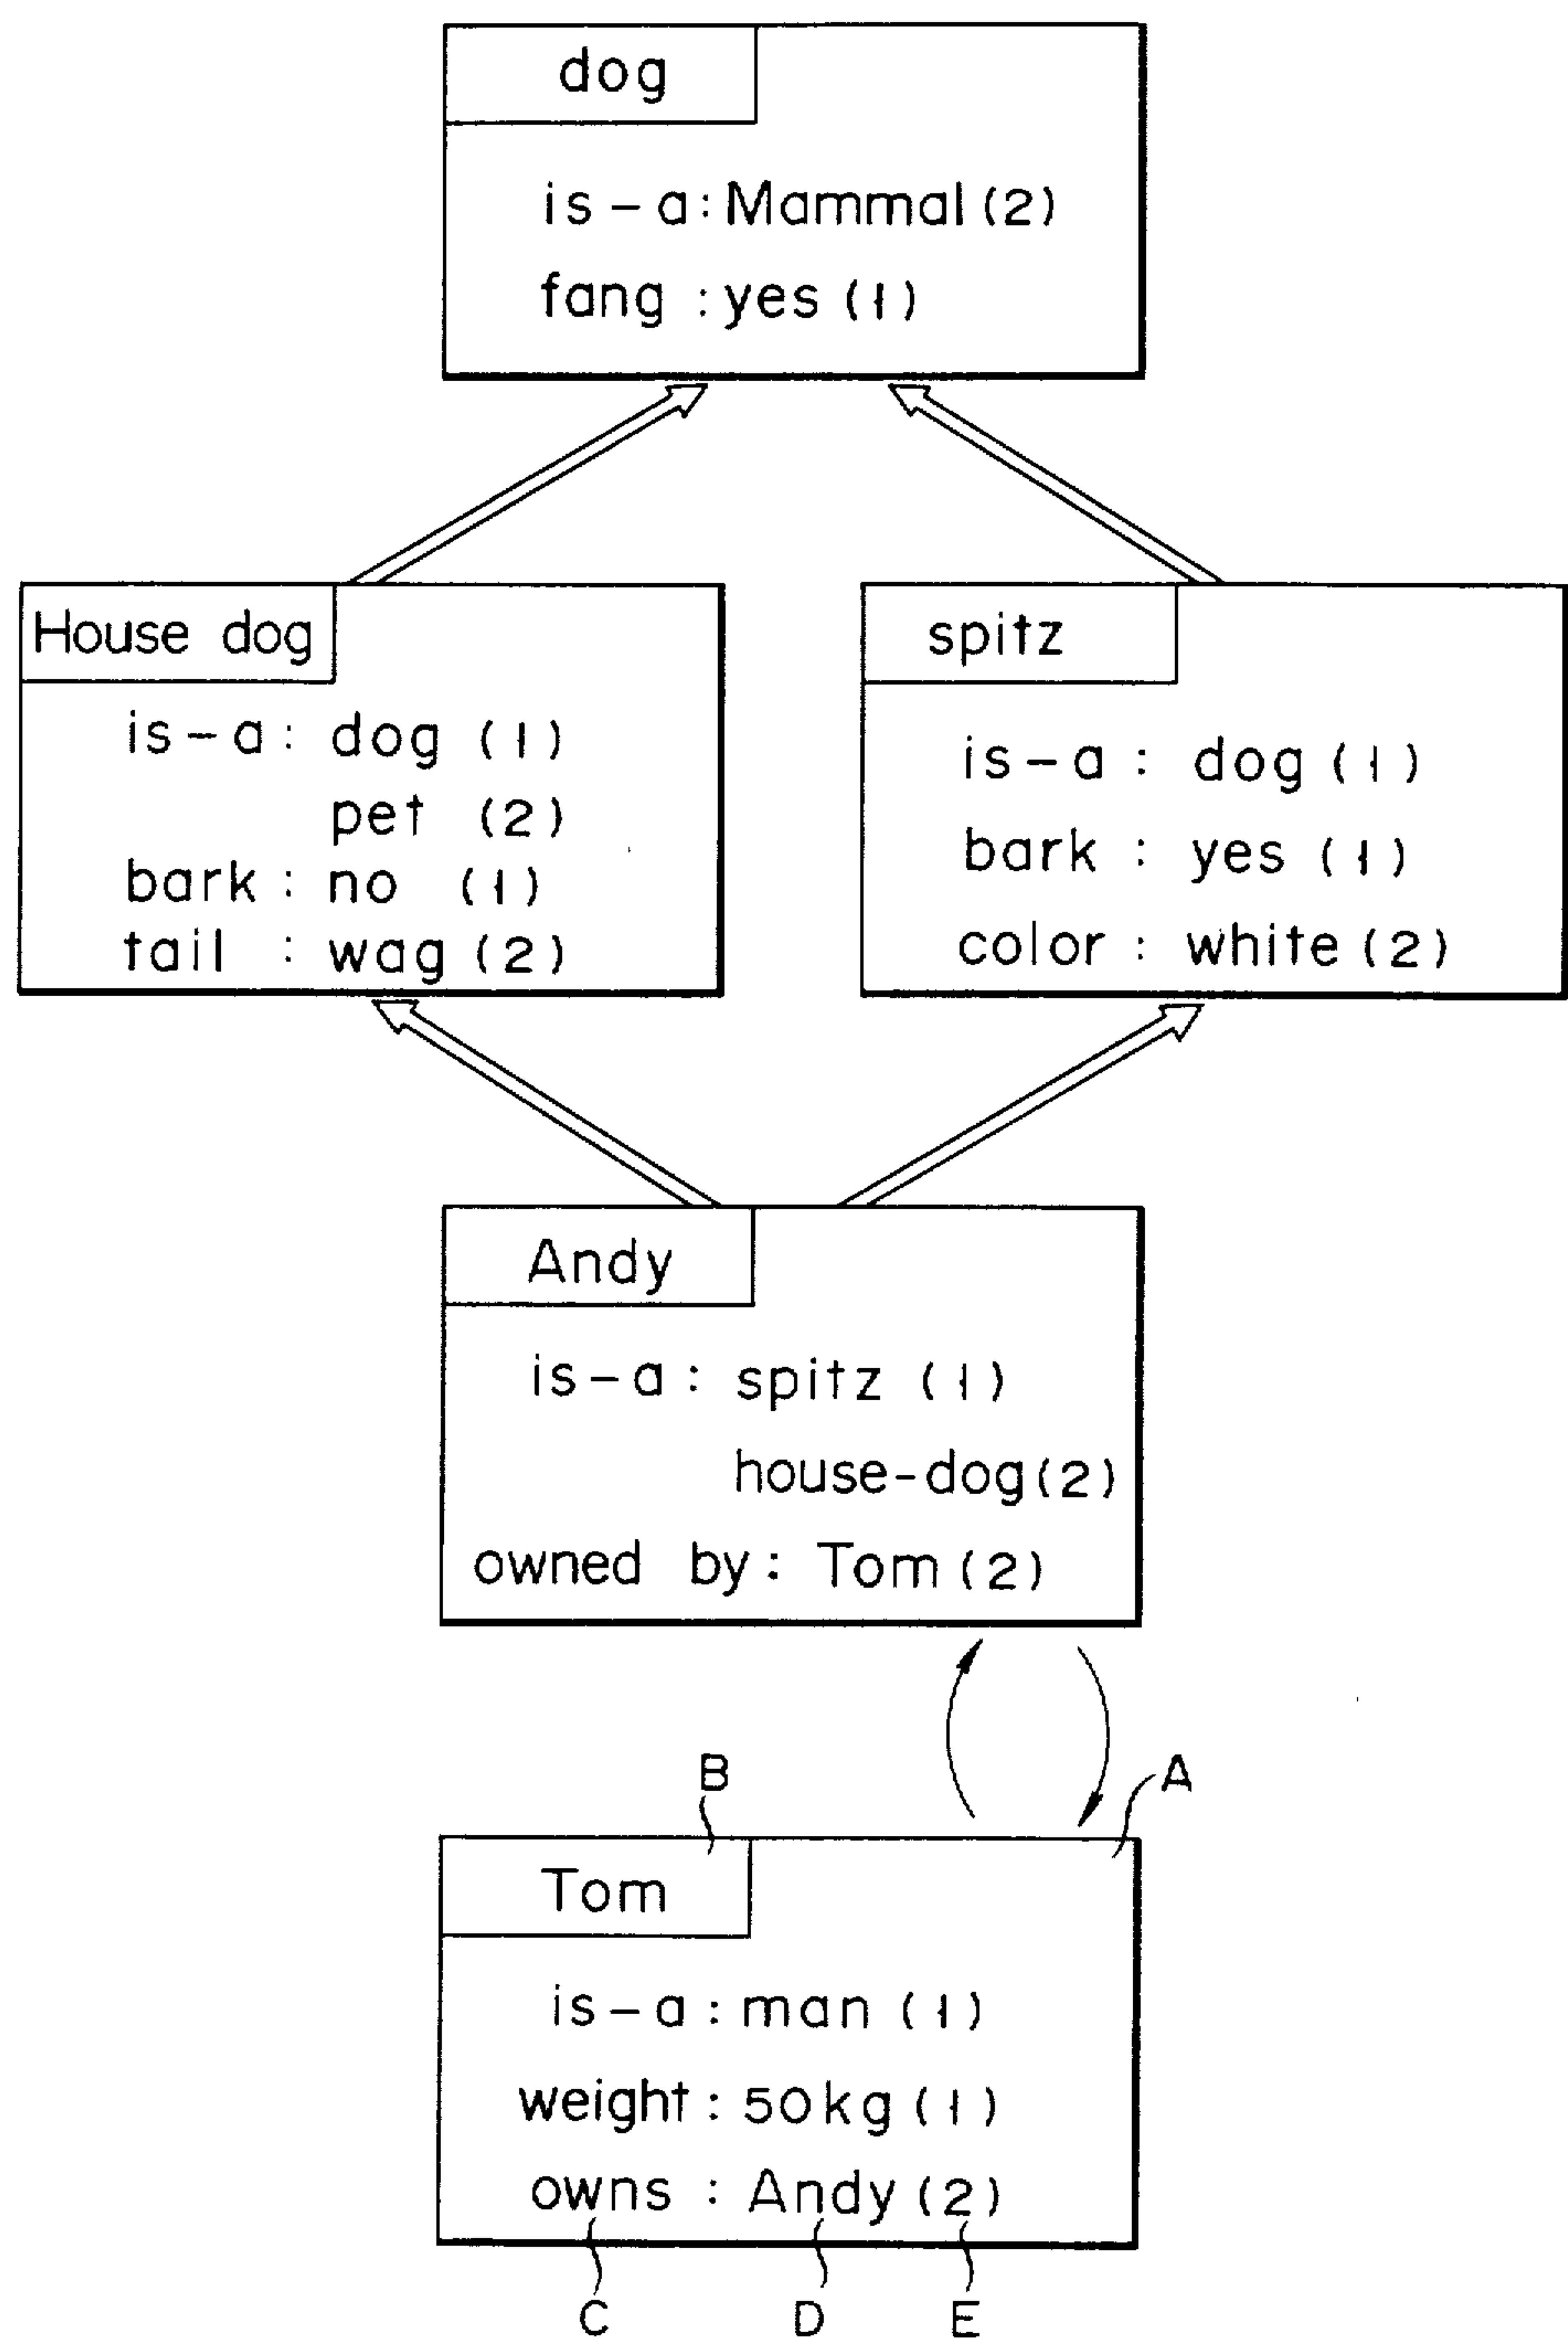 dog
is-a: Mammal (2)
fang : yes (1)
House dog
is-a: dog (1)
pet (2)
bark: no (1)
tail : wag (2)
spitz
is-a : dog (1)
bark : yes (1)
color : white (2)
Andy
is-a : spitz (1)
house-dog (2)
owned by : Tom (2)
B
A
Tom
is-a : man (1)
weight : 50kg (1)
owns : Andy (2)
C D E